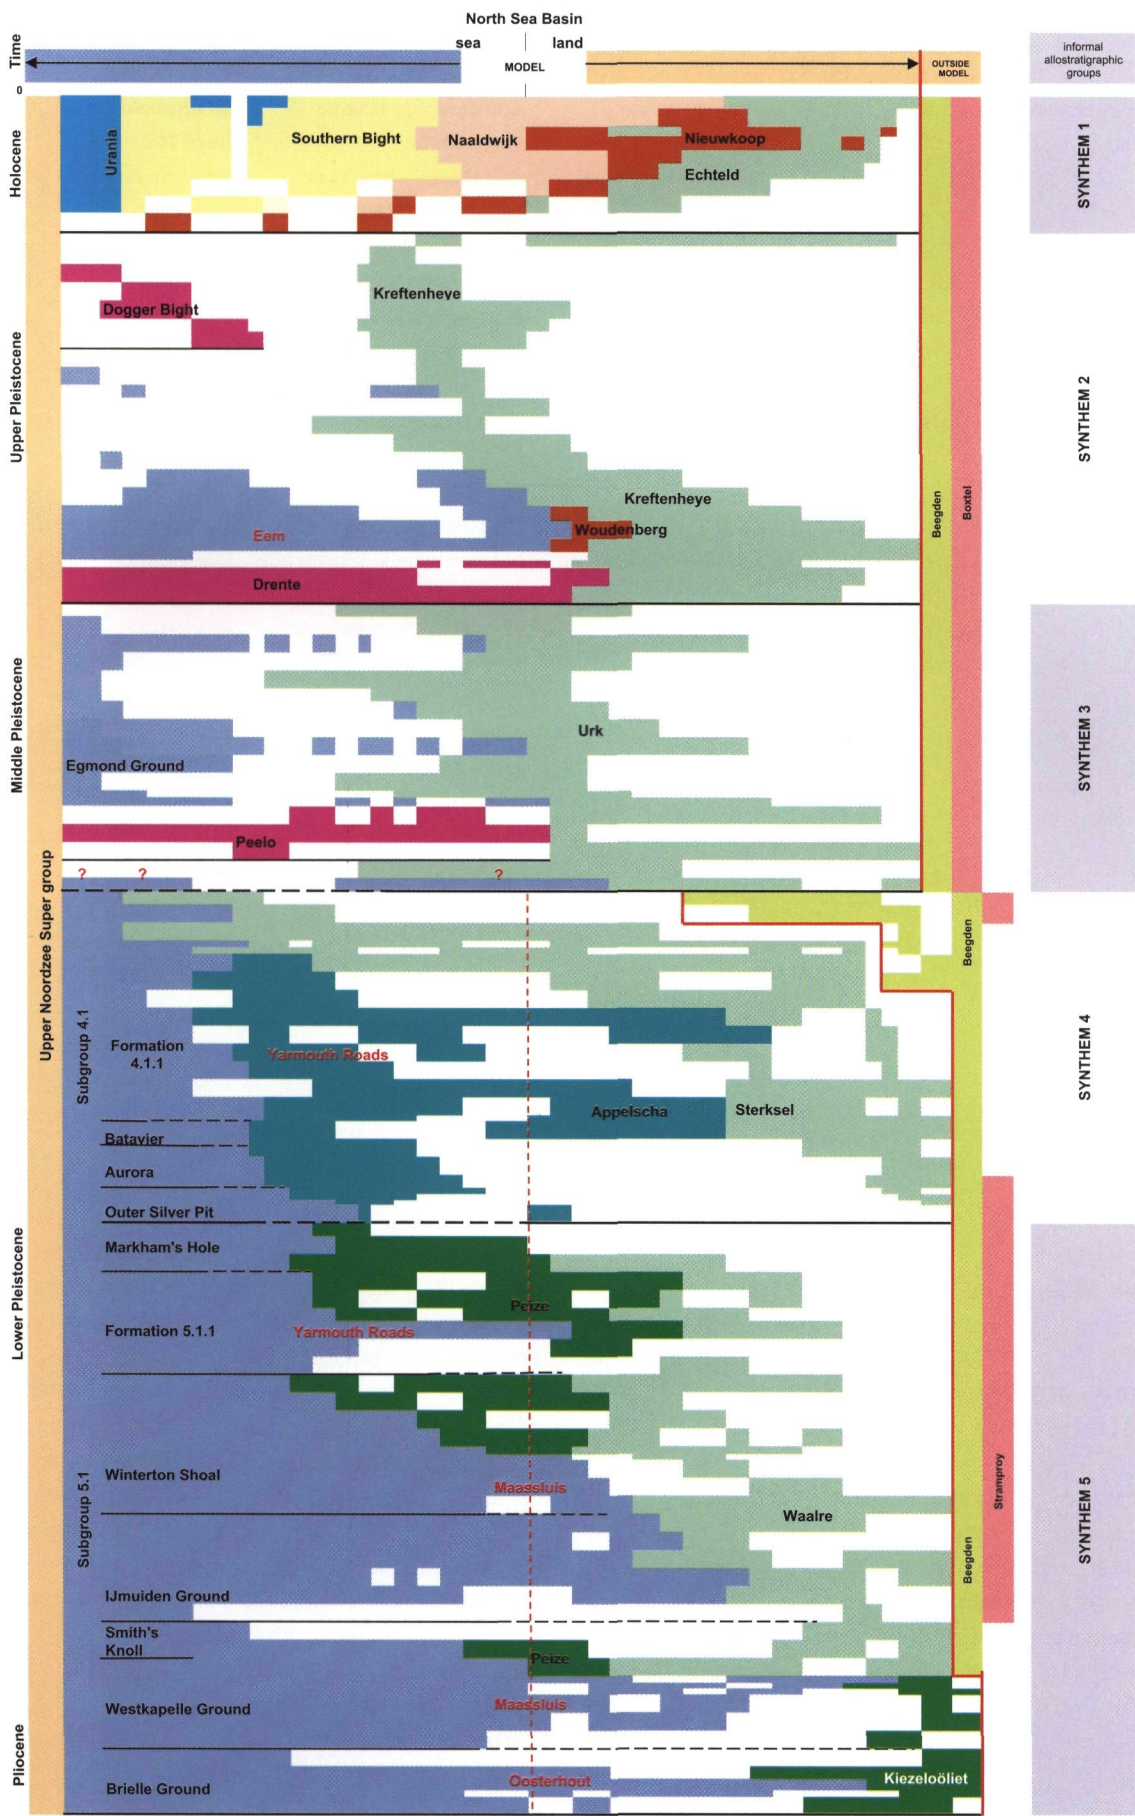 North Sea Basin
sea land
Time
MODEL
OUTSIDE
MODEL
informal
allostratigraphic
groups
0
Holocene
Urania
Southern Bight
Naaldwijk
Nieuwkoop
Echteld
SYNTHEM 1
Upper Pleistocene
Dogger Bight
Kreftenheye
SYNTHEM 2
Kreftenheye
Woudenberg
Eem
Drente
Beegden
Boxtel
Middle Pleistocene
Urk
Egmond Ground
Peelo
SYNTHEM 3
? ? ?
Upper Noordzee Super group
Beegden
Subgroup 4.1
Formation
4.1.1
Yarmouth Roads
Appelscha
Sterksel
SYNTHEM 4
Batavier
Aurora
Outer Silver Pit
Lower Pleistocene
Markham's Hole
Peize
Formation 5.1.1
Yarmouth Roads
Subgroup 5.1
Winterton Shoal
Maassluis
Waalre
Stramproy
SYNTHEM 5
Beegden
IJmuiden Ground
Smith's
Knoll
Peize
Westkapelle Ground
Maassluis
Pliocene
Brielle Ground
Oosterhout
Kiezeloöliet